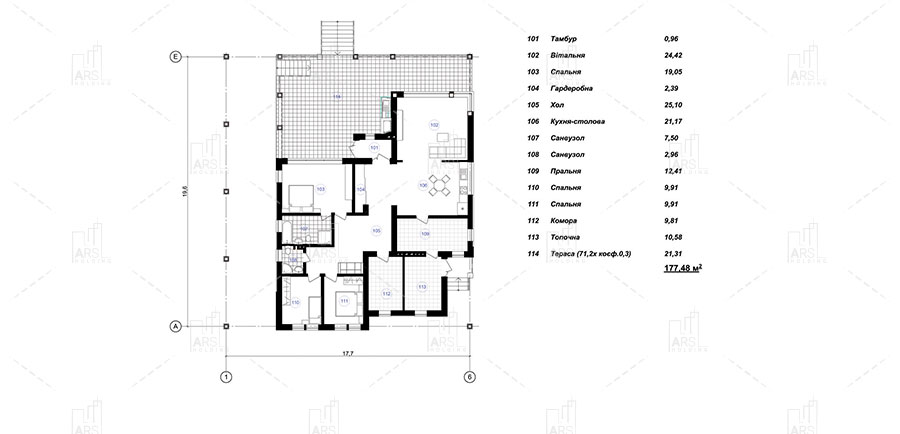 101 Тамбур 0,96
102 Вітальня 24,42
103 Спальня 19,05
104 Гардеробна 2,39
105 Хол 25,10
106 Кухня-столова 21,17
107 Санвузол 7,50
108 Санвузол 2,96
109 Пральня 12,41
110 Спальня 9,91
111 Спальня 9,91
112 Комора 9,81
113 Топочна 10,58
114 Тераса (71,2х коєф.0,3) 21,31
177.48 м²
E
A
19,6
17,7
1
6
114
102
101
103
104
106
107
105
109
110
111
112
113
ARS
HOLDING